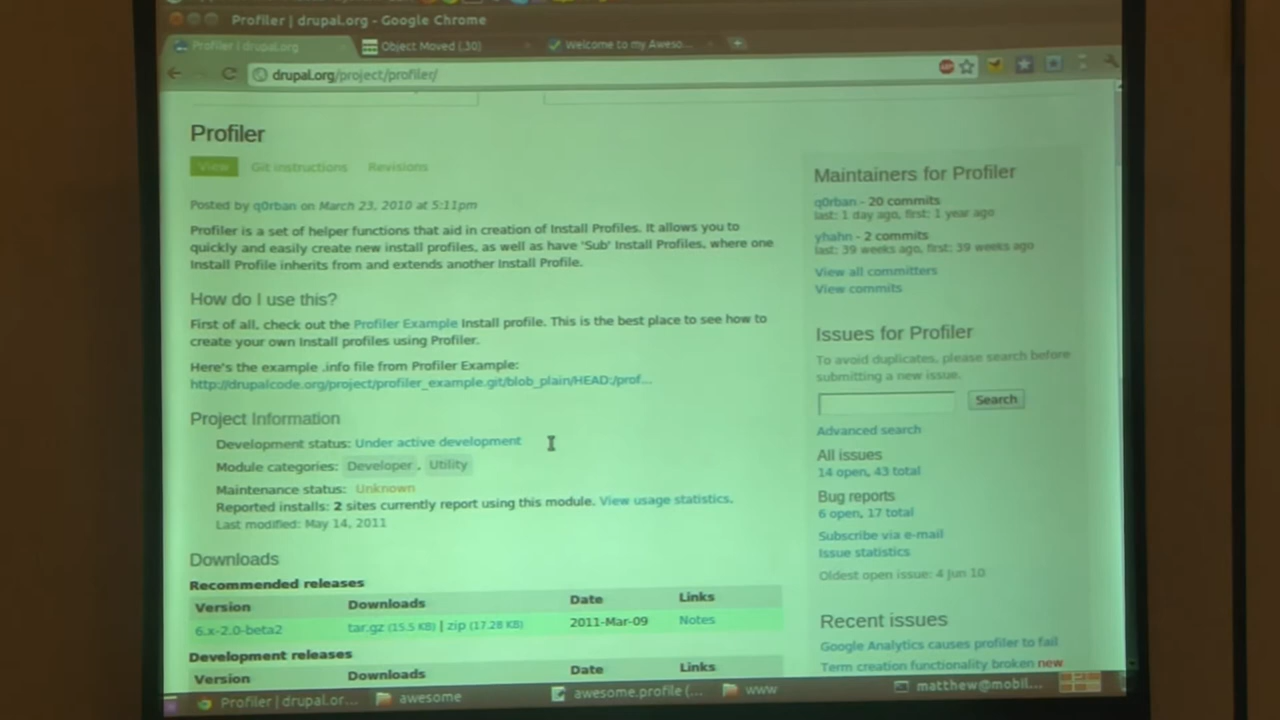 Profiler | drupal.org - Google Chrome
Profiler | drupal.org
Object Moved (.30)
Welcome to my Aweso...
drupal.org/project/profiler/
Profiler
View
Git instructions
Revisions
Posted by q0rban on March 23, 2010 at 5:11pm
Profiler is a set of helper functions that aid in creation of Install Profiles. It allows you to
quickly and easily create new install profiles, as well as have 'Sub' Install Profiles, where one
Install Profile inherits from and extends another Install Profile.
How do I use this?
First of all, check out the Profiler Example Install profile. This is the best place to see how to
create your own Install profiles using Profiler.
Here's the example .info file from Profiler Example:
http://drupalcode.org/project/profiler_example.git/blob_plain/HEAD:/prof...
Project Information
Development status: Under active development
Module categories: Developer, Utility
Maintenance status: Unknown
Reported installs: 2 sites currently report using this module. View usage statistics.
Last modified: May 14, 2011
Downloads
Recommended releases
Version Downloads Date Links
6.x-2.0-beta2 tar.gz (15.5 KB) | zip (17.28 KB) 2011-Mar-09 Notes
Development releases
Version Downloads Date Links
Maintainers for Profiler
q0rban - 20 commits
last: 1 day ago, first: 1 year ago
yhahn - 2 commits
last: 39 weeks ago, first: 39 weeks ago
View all committers
View commits
Issues for Profiler
To avoid duplicates, please search before
submitting a new issue.
Search
Advanced search
All issues
14 open, 43 total
Bug reports
6 open, 17 total
Subscribe via e-mail
Issue statistics
Oldest open issue: 4 Jun 10
Recent issues
Google Analytics causes profiler to fail
Term creation functionality broken new
Profiler | drupal.or...
awesome
awesome.profile (...
www
matthew@mobil...